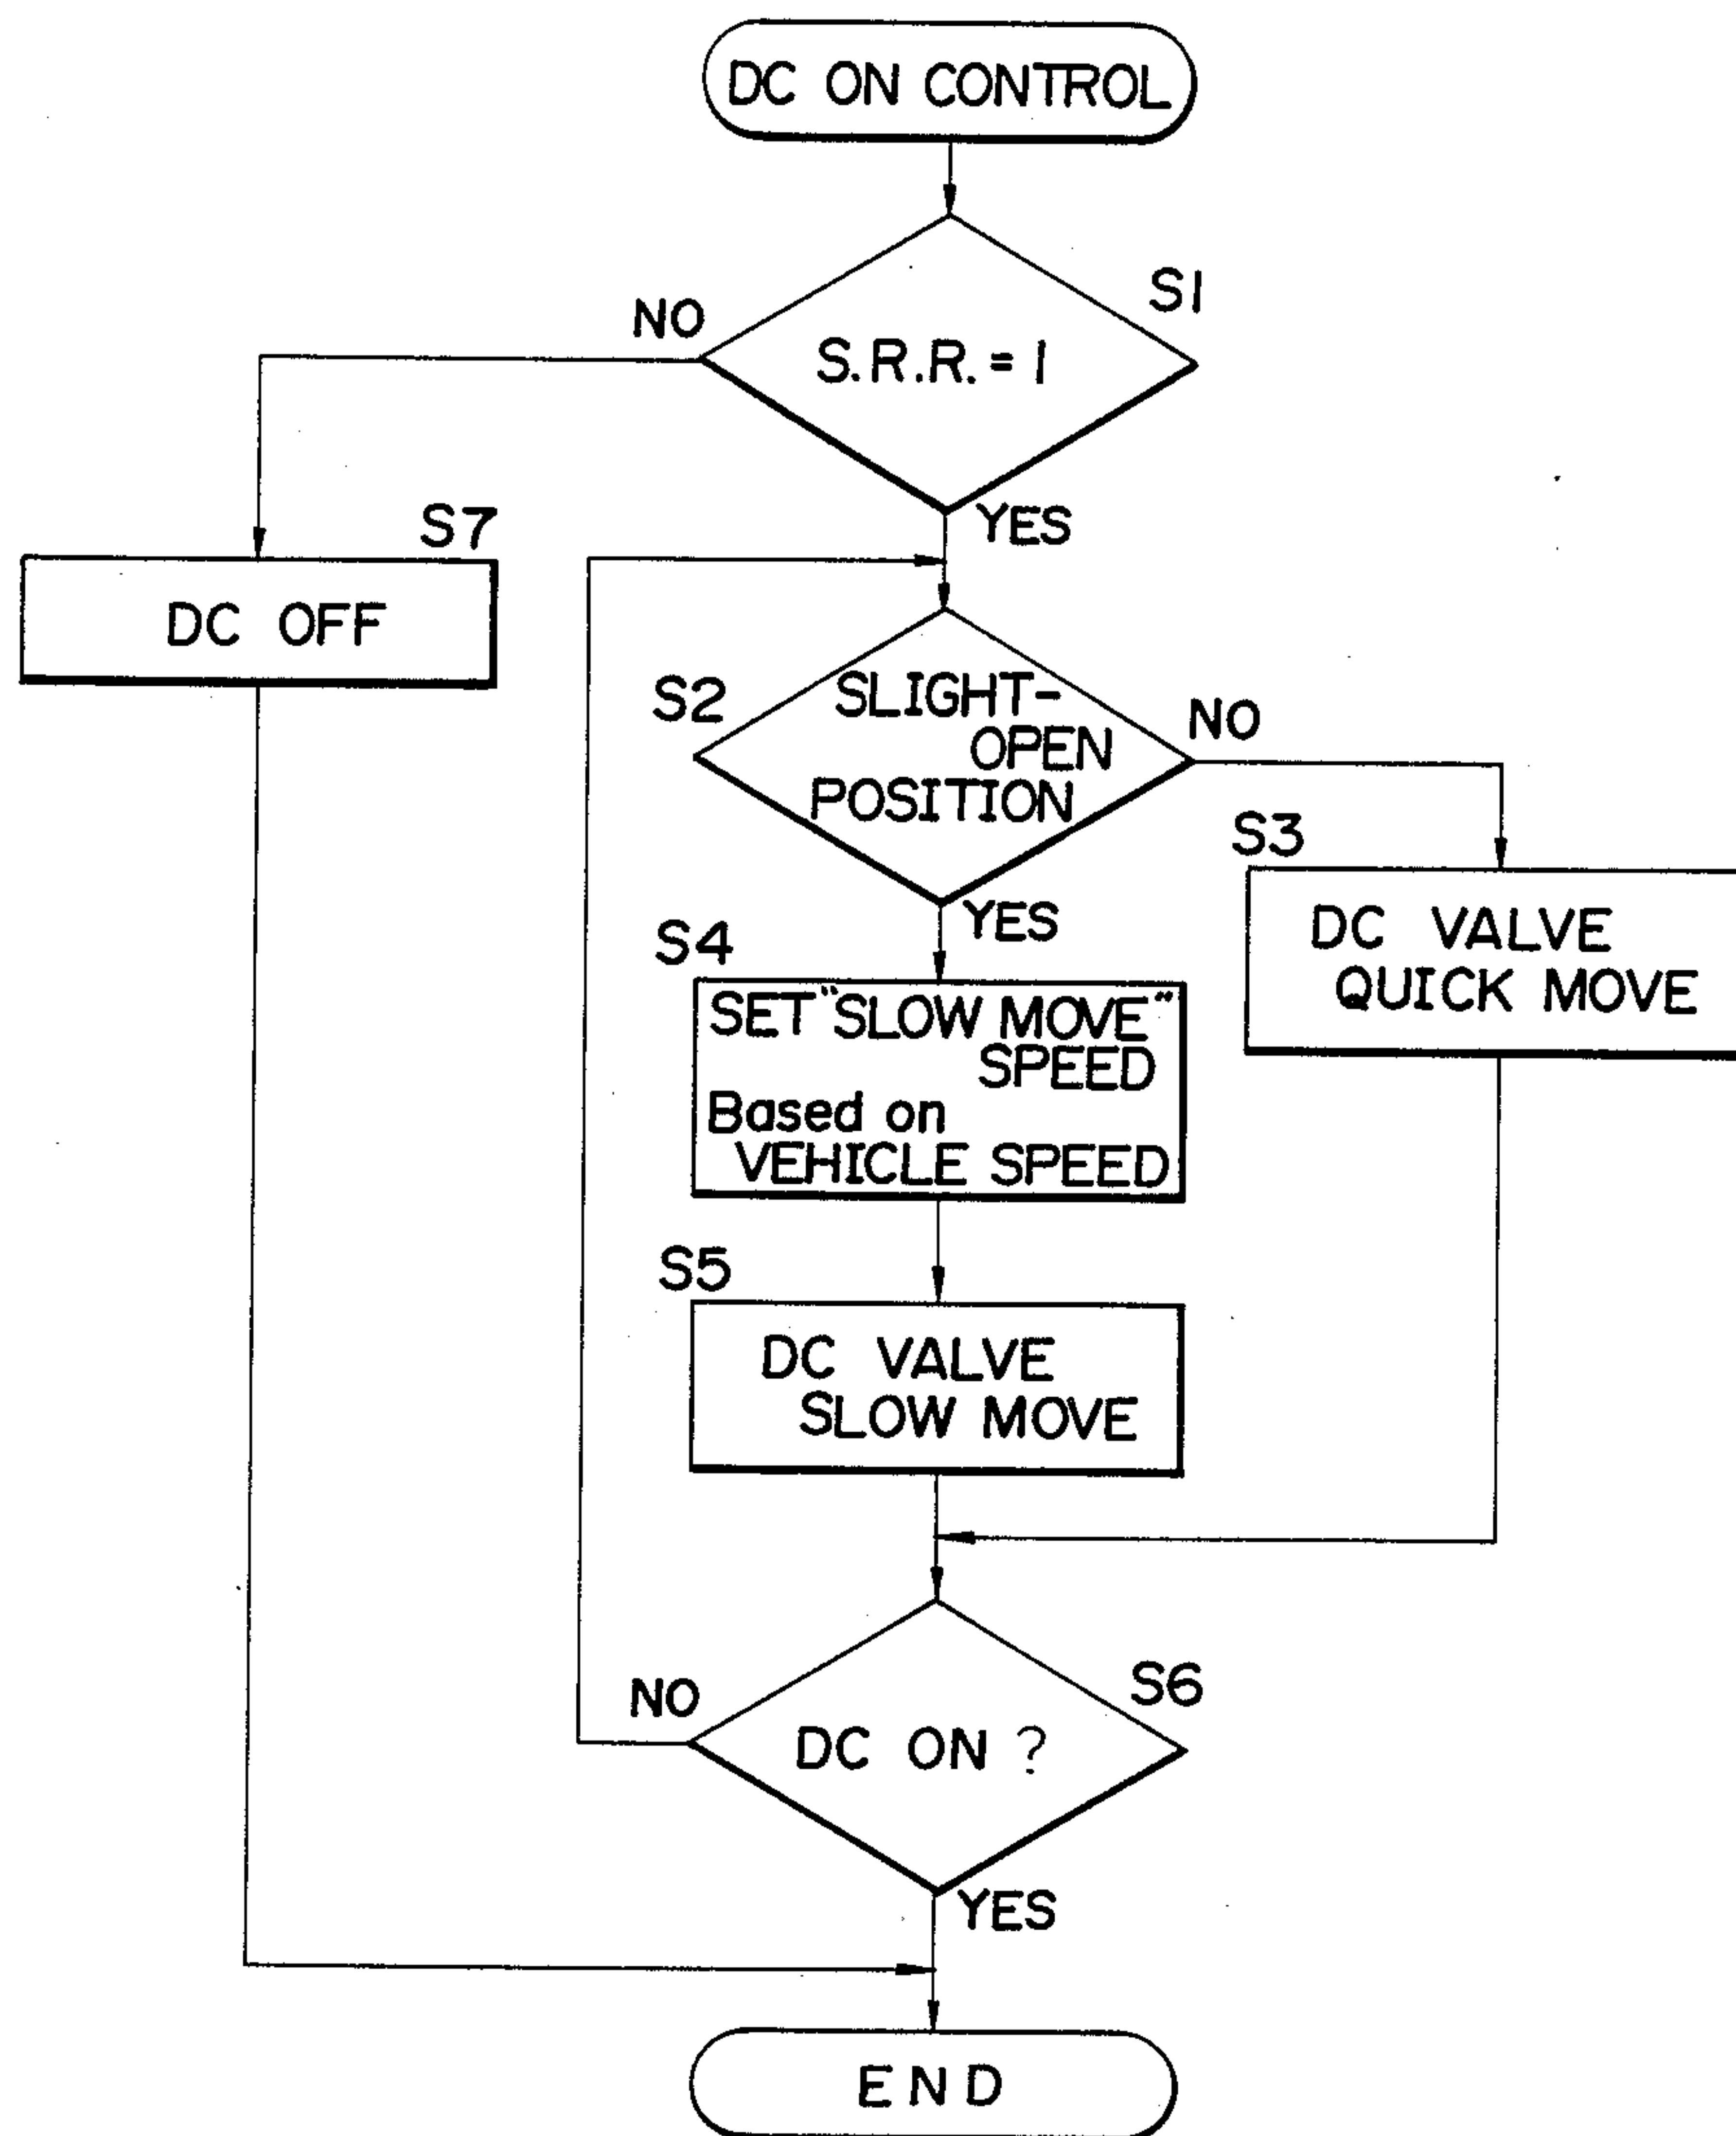 DC ON CONTROL
S1
NO
S.R.R. = 1
YES
S7
DC OFF
S2
SLIGHT-
OPEN
POSITION
NO
S3
DC VALVE
QUICK MOVE
YES
S4
SET "SLOW MOVE"
SPEED
Based on
VEHICLE SPEED
S5
DC VALVE
SLOW MOVE
NO
S6
DC ON ?
YES
END